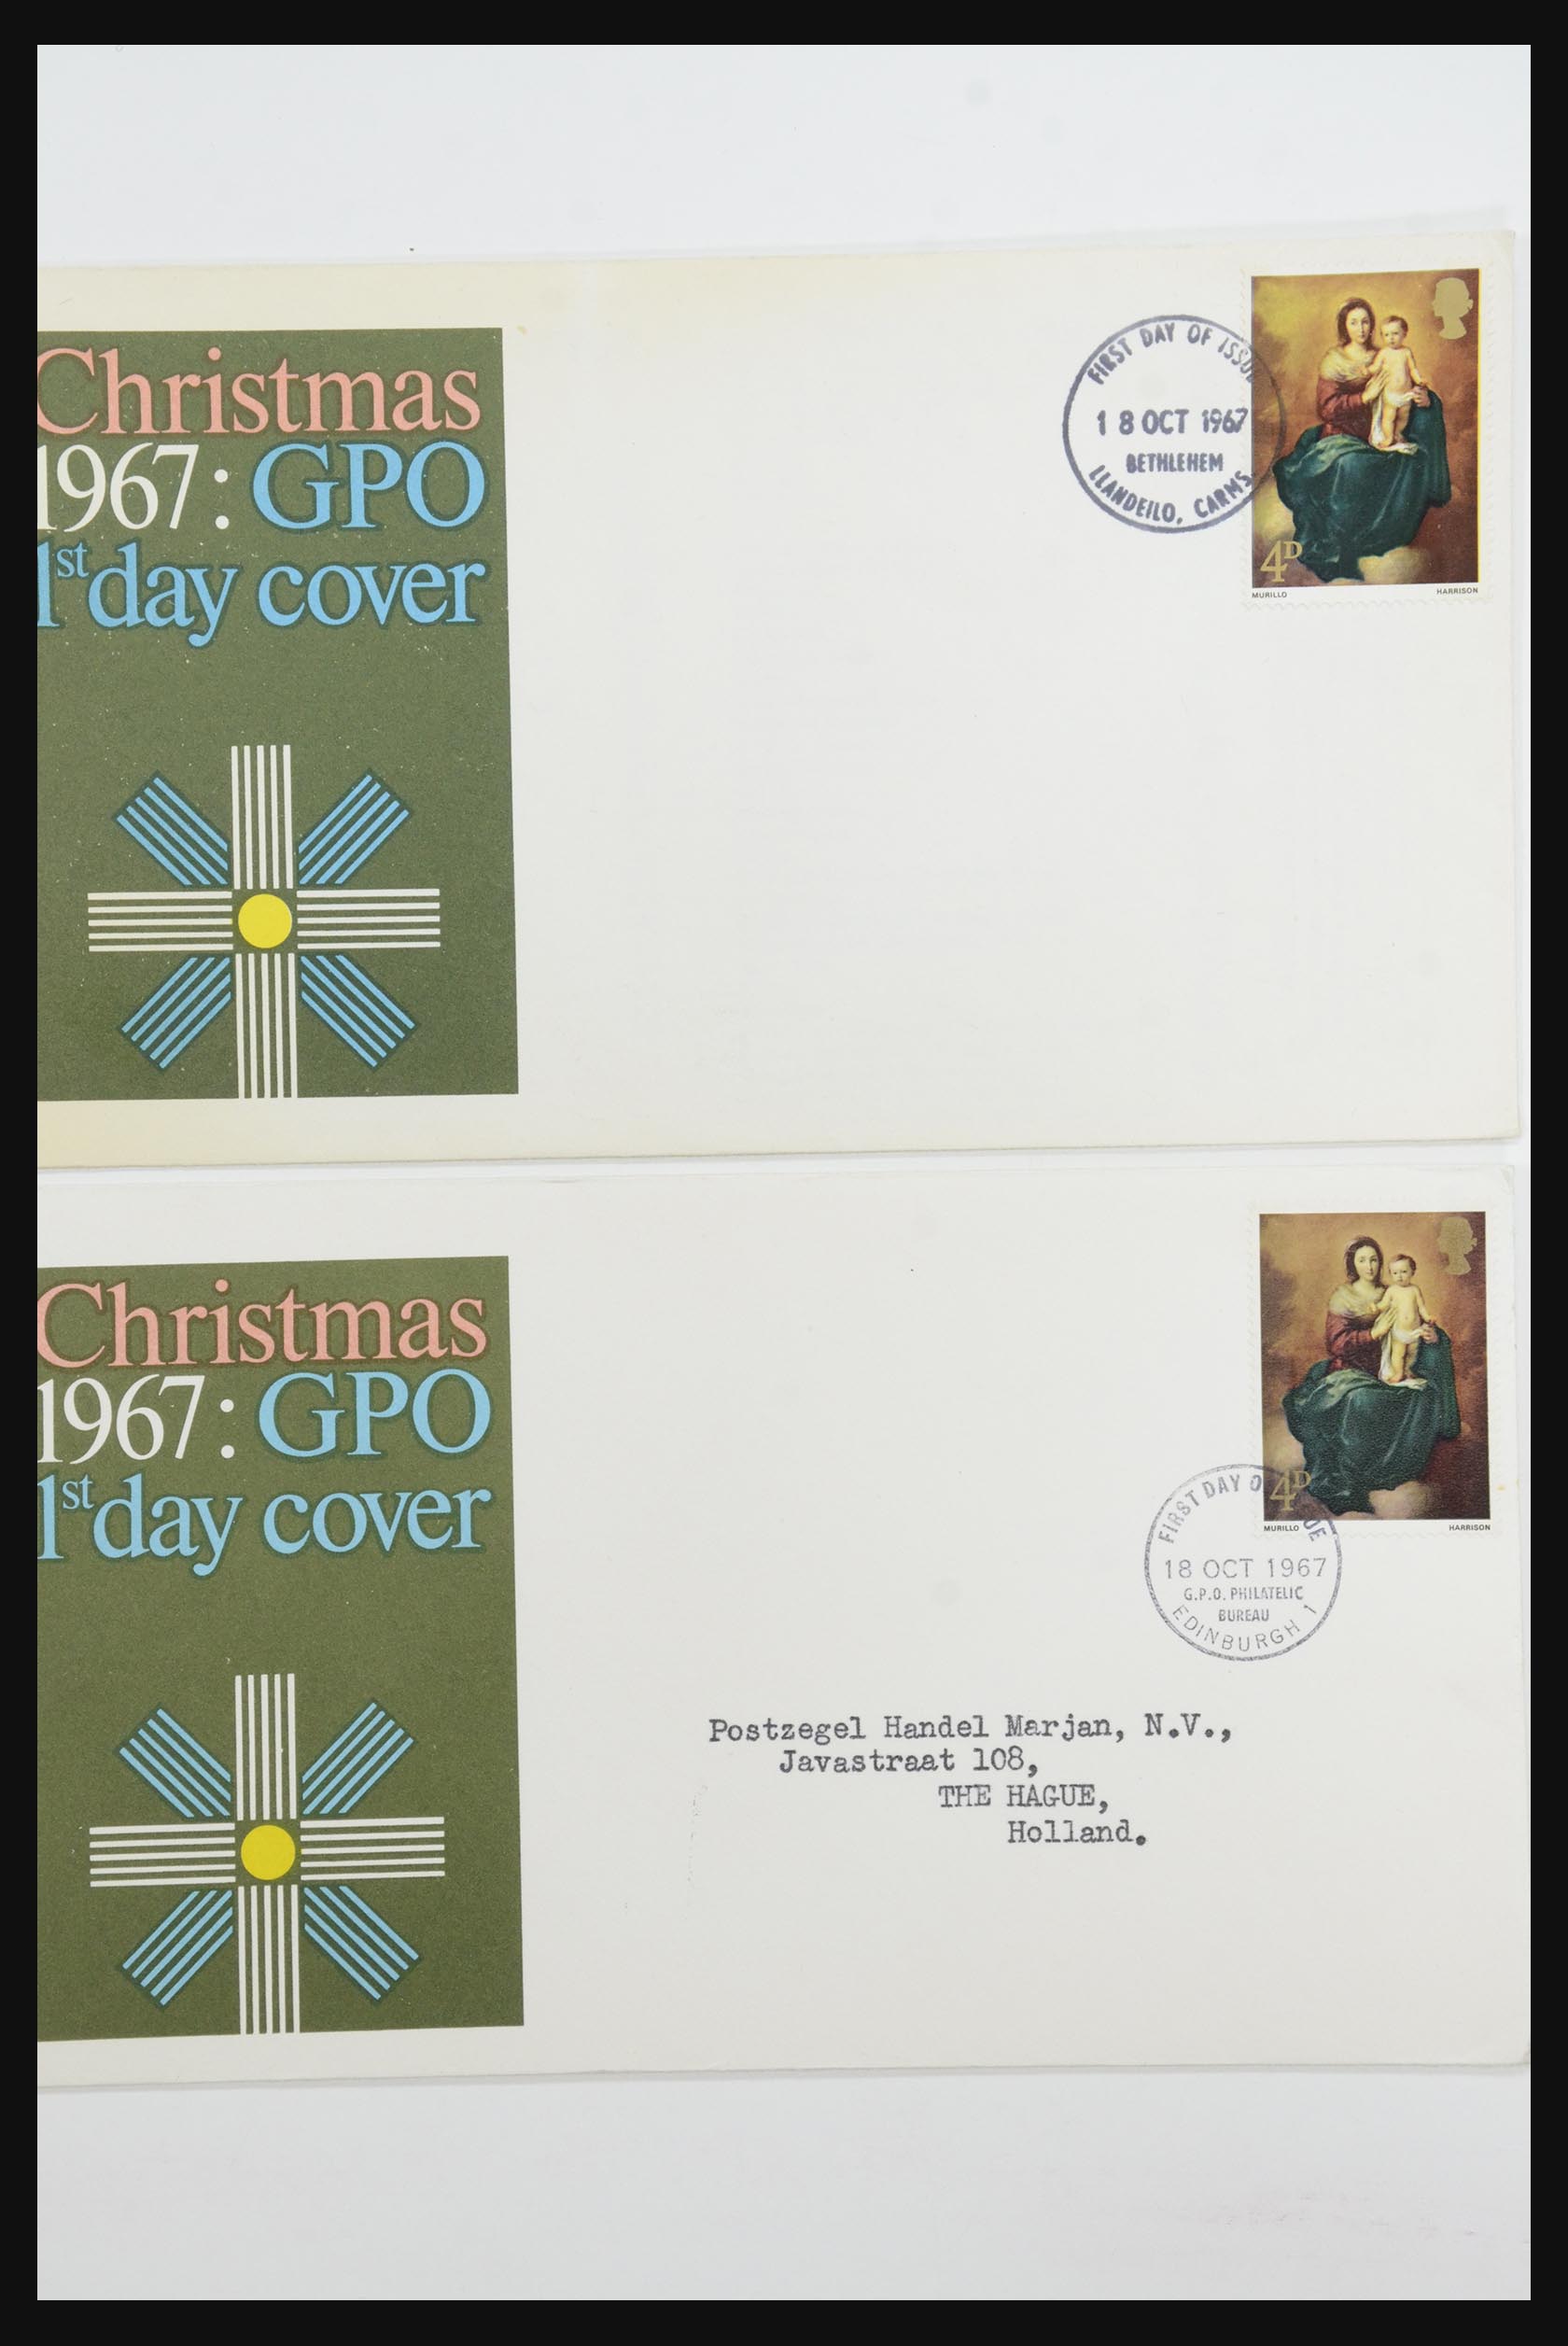 Christmas
1967: GPO
1st day cover
FIRST DAY OF ISSUE
18 OCT 1967
BETHLEHEM
LLANDEILO, CARMS.
4D
MURILLO HARRISON
Christmas
1967: GPO
1st day cover
4D
MURILLO HARRISON
FIRST DAY O UE
18 OCT 1967
G.P.O. PHILATELIC
BUREAU
EDINBURGH 1
Postzegel Handel Marjan, N.V.,
Javastraat 108,
THE HAGUE,
Holland.